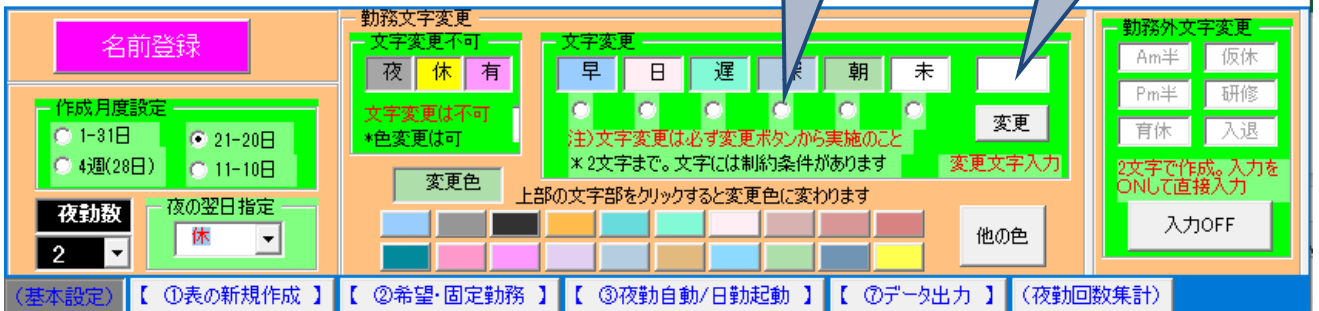 名前登録
作成月度設定
1-31日
21-20日
4週(28日)
11-10日
夜勤数
2
夜の翌日指定
休
勤務文字変更
文字変更不可
夜 休 有
文字変更は不可
*色変更は可
文字変更
早 日 遅 朝 未
変更
注)文字変更は必ず変更ボタンから実施のこと
*2文字まで。文字には制約条件があります
変更文字入力
変更色
上部の文字部をクリックすると変更色に変わります
他の色
勤務外文字変更
Am半 仮休
Pm半 研修
育休 入退
2文字で作成。入力を
ONして直接入力
入力OFF
(基本設定) 【 ①表の新規作成 】 【 ②希望・固定勤務 】 【 ③夜勤自動/日勤起動 】 【 ⑦データ出力 】 (夜勤回数集計)